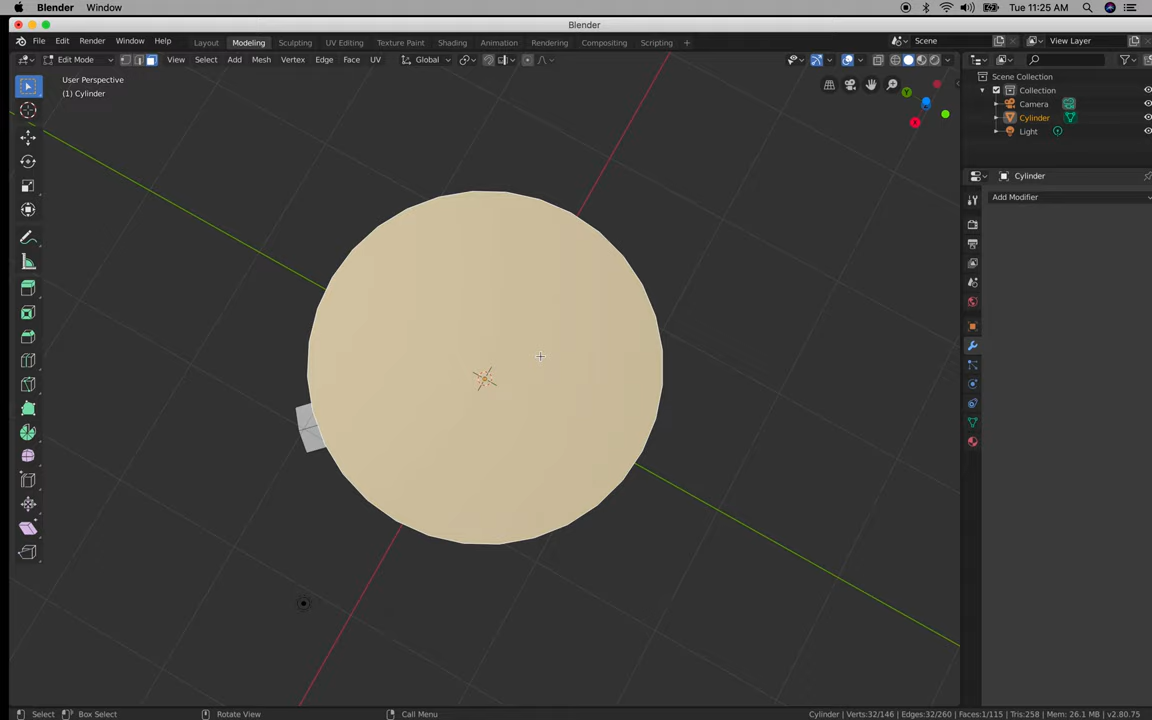 Blender Window Tue 11:25 AM
Blender
File Edit Render Window Help Layout Modeling Sculpting UV Editing Texture Paint Shading Animation Rendering Compositing Scripting + Scene View Layer
Edit Mode View Select Add Mesh Vertex Edge Face UV Global
User Perspective
(1) Cylinder
Y
X
Scene Collection
Collection
Camera
Cylinder
Light
Cylinder
Add Modifier
Select Box Select Rotate View Call Menu Cylinder | Verts:32/146 | Edges:32/260 | Faces:1/115 | Tris:258 | Mem: 26.1 MB | v2.80.75